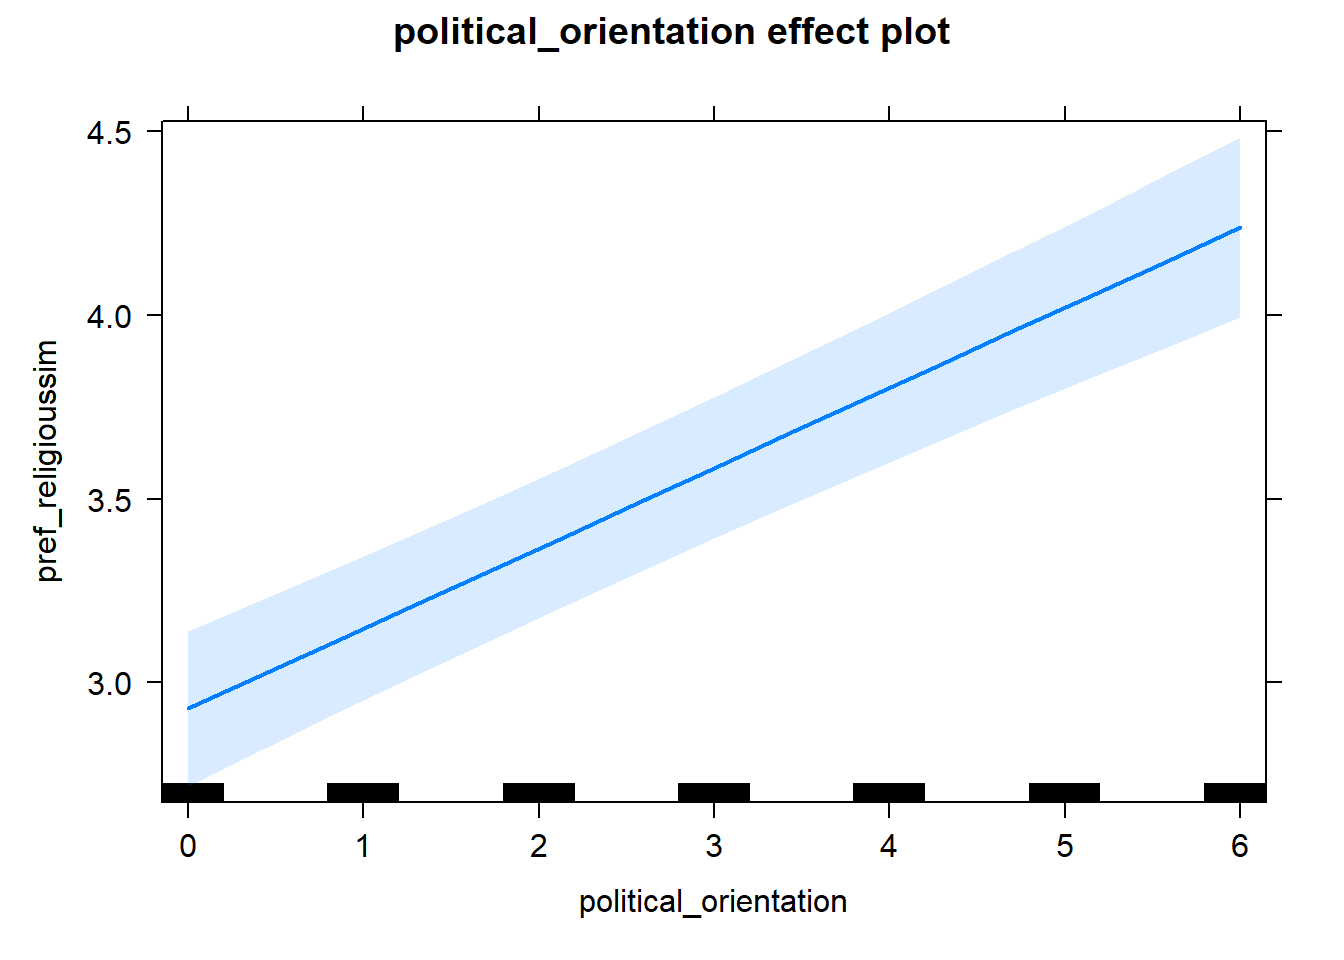 political_orientation effect plot
4.5
4.0
3.5
3.0
pref_religioussim
0 1 2 3 4 5 6
political_orientation